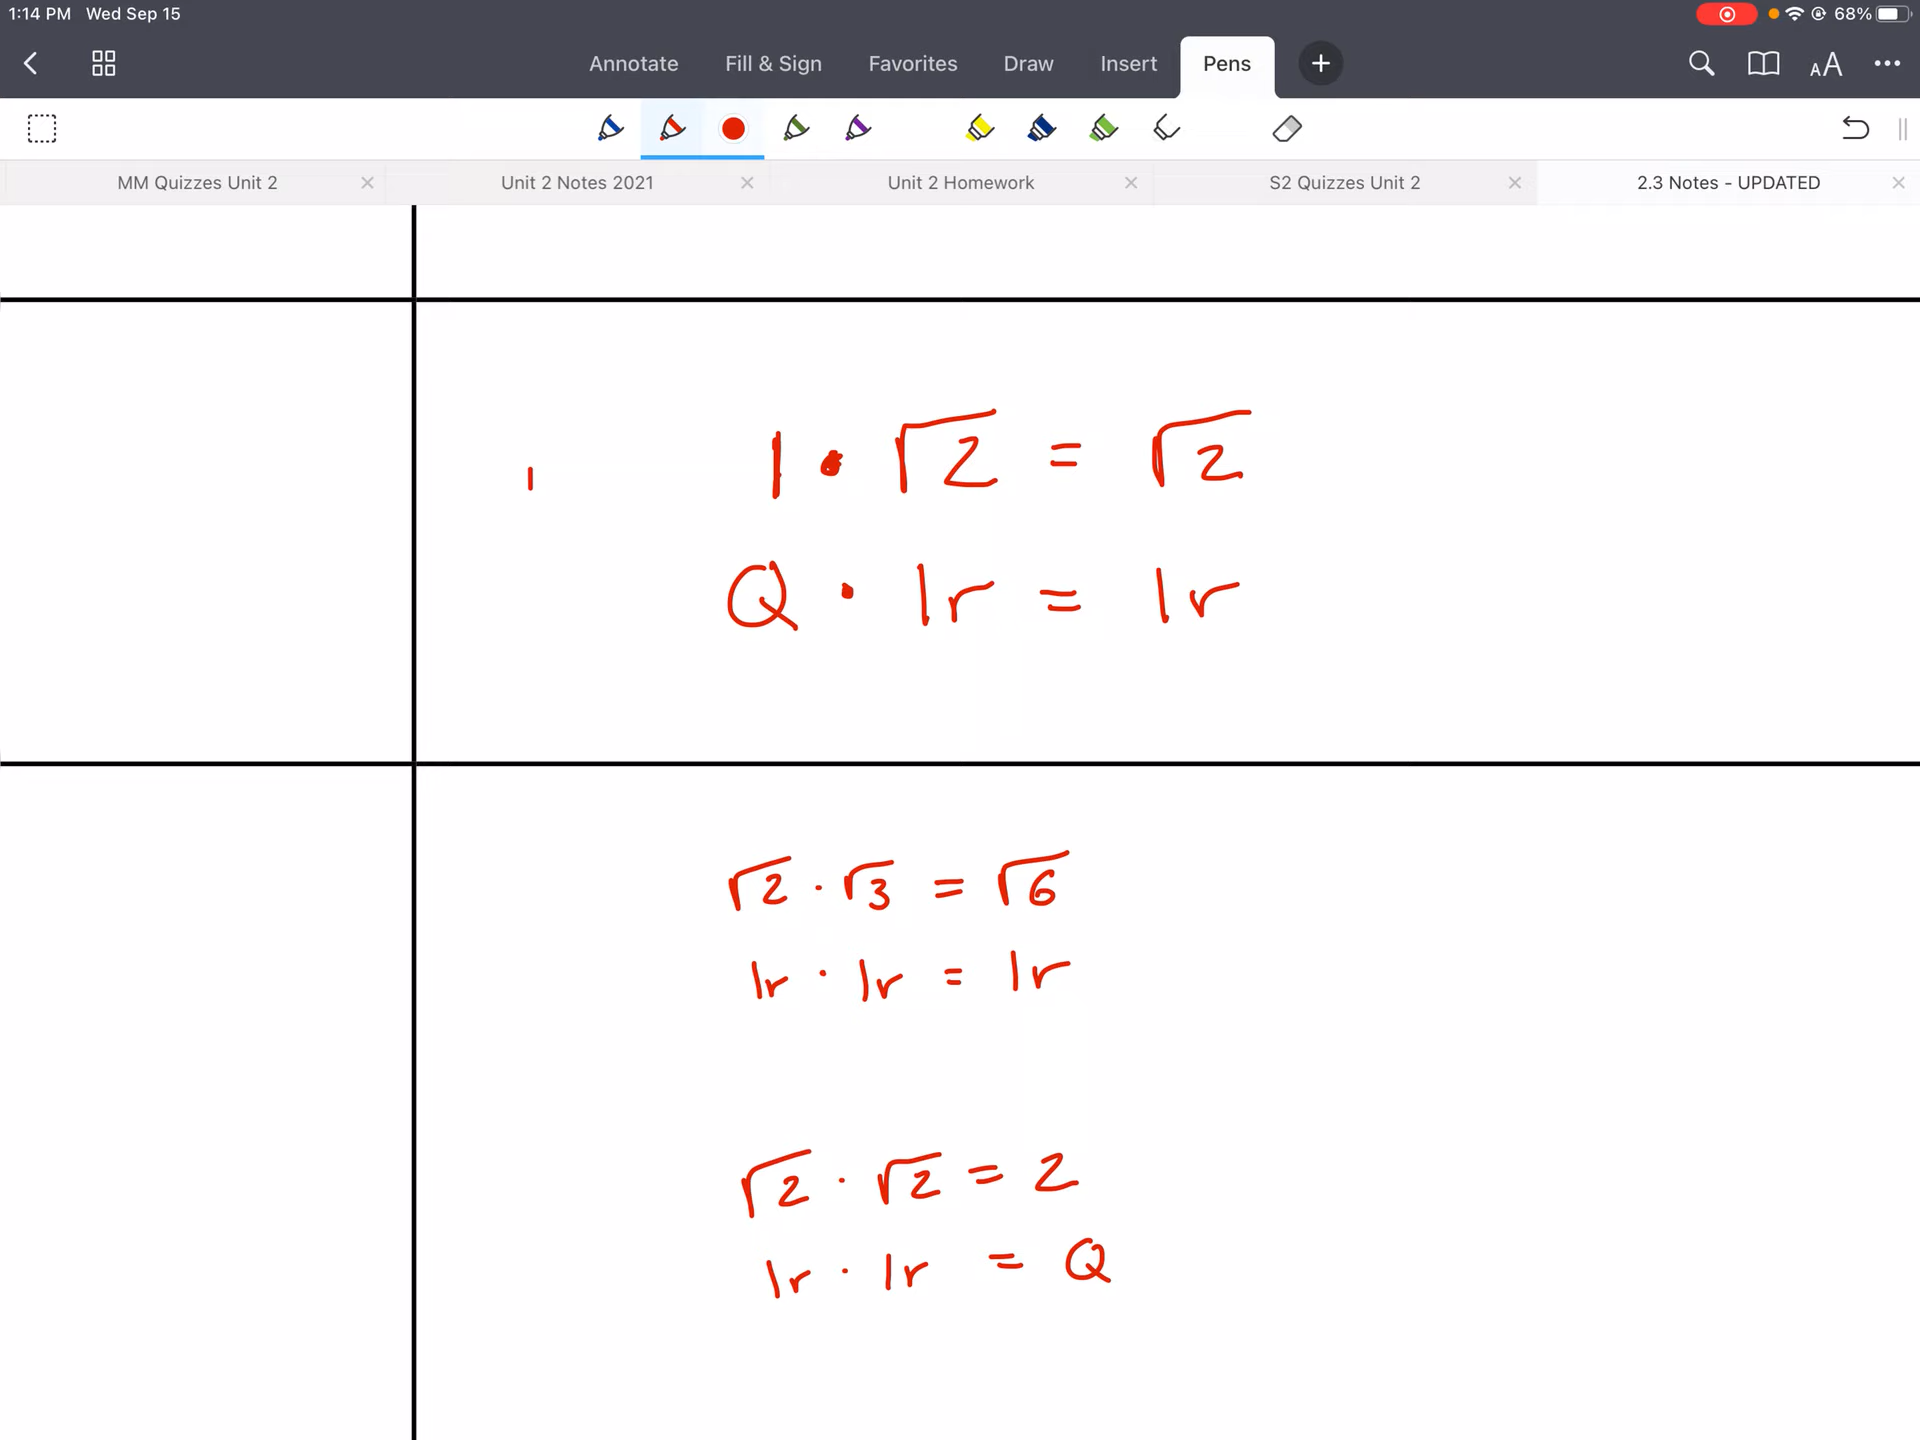 1:14 PM Wed Sep 15 68%
Annotate Fill & Sign Favorites Draw Insert Pens +
AA
MM Quizzes Unit 2 Unit 2 Notes 2021 Unit 2 Homework S2 Quizzes Unit 2 2.3 Notes - UPDATED
1 1 · √2 = √2
Q · Ir = Ir
√2 · √3 = √6
Ir · Ir = Ir
√2 · √2 = 2
Ir · Ir = Q